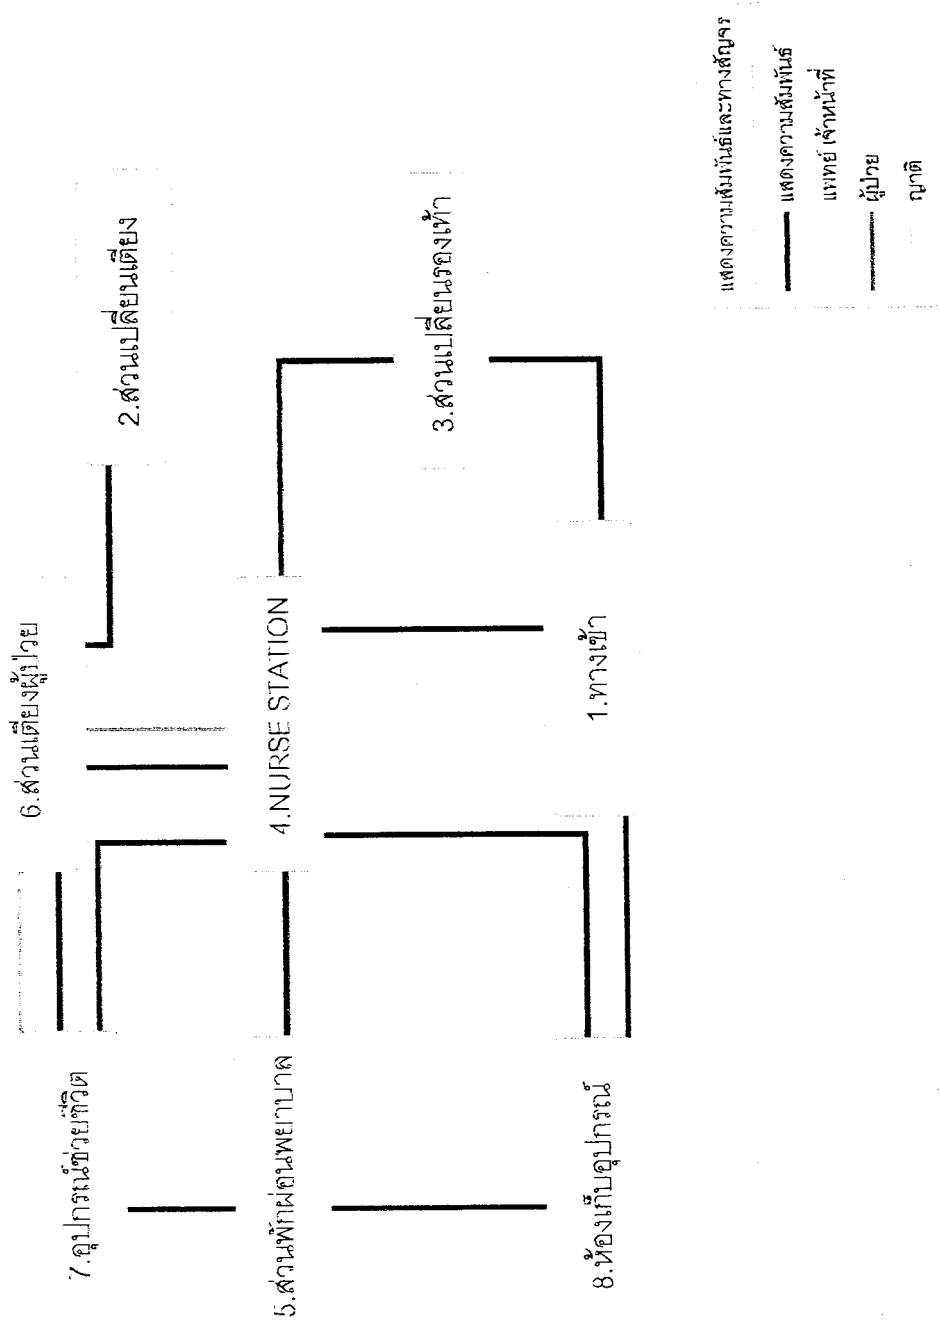 7.อุปกรณ์ช่วยชีวิต
6.ส่วนเตียงผู้ป่วย
2.ส่วนเปลี่ยนเตียง
5.ส่วนพักผ่อนพยาบาล
4.NURSE STATION
3.ส่วนเปลี่ยนรองเท้า
8.ห้องเก็บอุปกรณ์
1.ทางเข้า
แสดงความสัมพันธ์และทางสัญจร
แสดงความสัมพันธ์
แพทย์ เจ้าหน้าที่
ผู้ป่วย
ญาติ